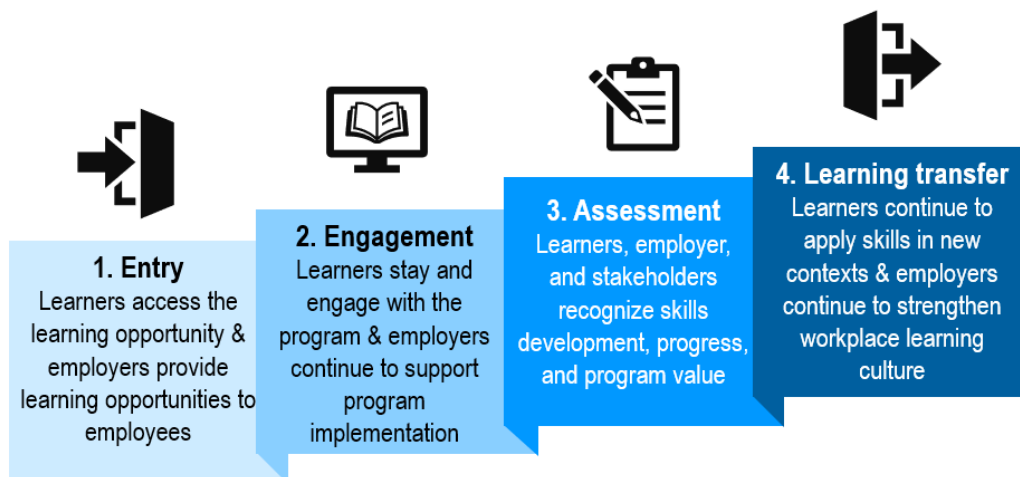 1. Entry
Learners access the
learning opportunity &
employers provide
learning opportunities to
employees
2. Engagement
Learners stay and
engage with the
program & employers
continue to support
program
implementation
3. Assessment
Learners, employer,
and stakeholders
recognize skills
development, progress,
and program value
4. Learning transfer
Learners continue to
apply skills in new
contexts & employers
continue to strengthen
workplace learning
culture